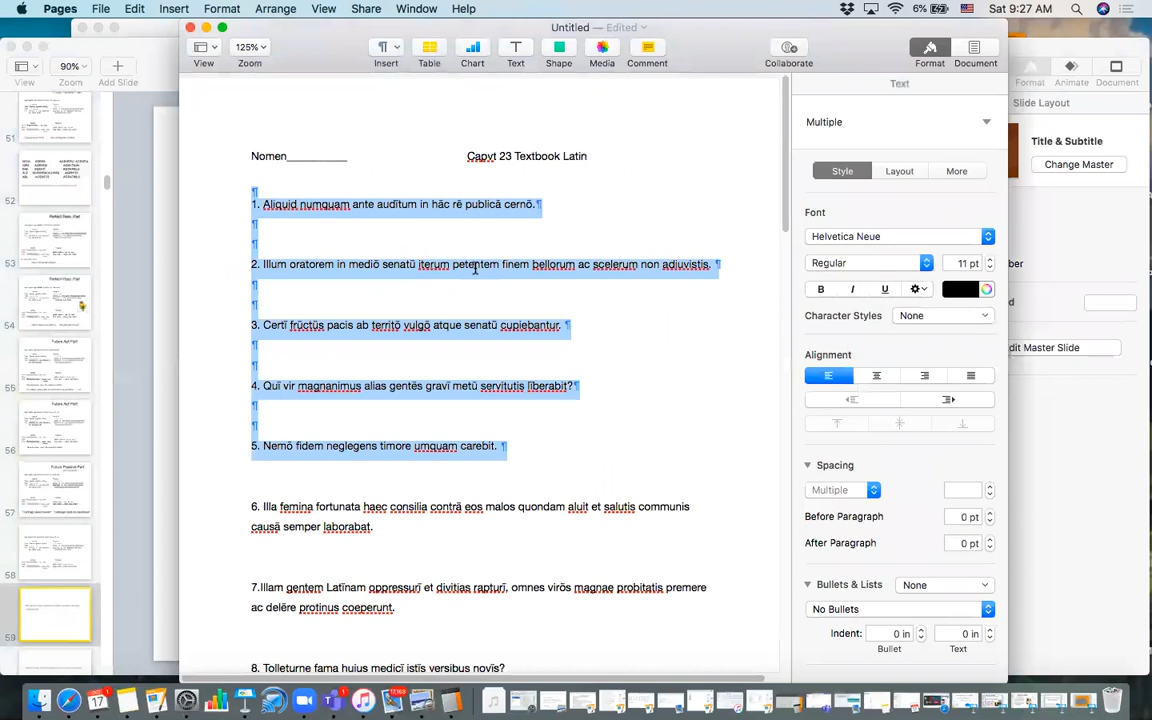 Pages File Edit Insert Format Arrange View Share Window Help 6% Sat 9:27 AM
Untitled — Edited
90% 125%
View Zoom Add Slide View Zoom Insert Table Chart Text Shape Media Comment Collaborate Format Document Format Animate Document
Text
Slide Layout
Multiple
Title & Subtitle
Change Master
Nomen__________ Capvt 23 Textbook Latin
Style Layout More
1. Aliquid numquam ante audītum in hāc rē publicā cernō.
Font
Helvetica Neue
2. Illum oratorem in mediō senatū iterum petentem finem bellorum ac scelerum non adiuvistis.
Regular 11 pt
B I U
Character Styles None
3. Certī frūctūs pacis ab territō vulgō atque senatū cupiebantur.
Edit Master Slide
Alignment
4. Quī vir magnanimus alias gentēs gravī metū servitutis līberabit?
5. Nemō fidem neglegens timore umquam carebit.
Spacing
Multiple
6. Illa femina fortunata haec consilia contrā eos malos quondam aluit et salutis communis
causā semper laborabat.
Before Paragraph 0 pt
After Paragraph 0 pt
7.Illam gentem Latīnam oppressurī et divitias rapturī, omnes virōs magnae probitatis premere
ac delēre protinus coeperunt.
Bullets & Lists None
No Bullets
Indent: 0 in 0 in
Bullet Text
8. Tolleturne fama huius medicī istīs versibus novīs?
51
52
53
54
55
56
57
58
59
17